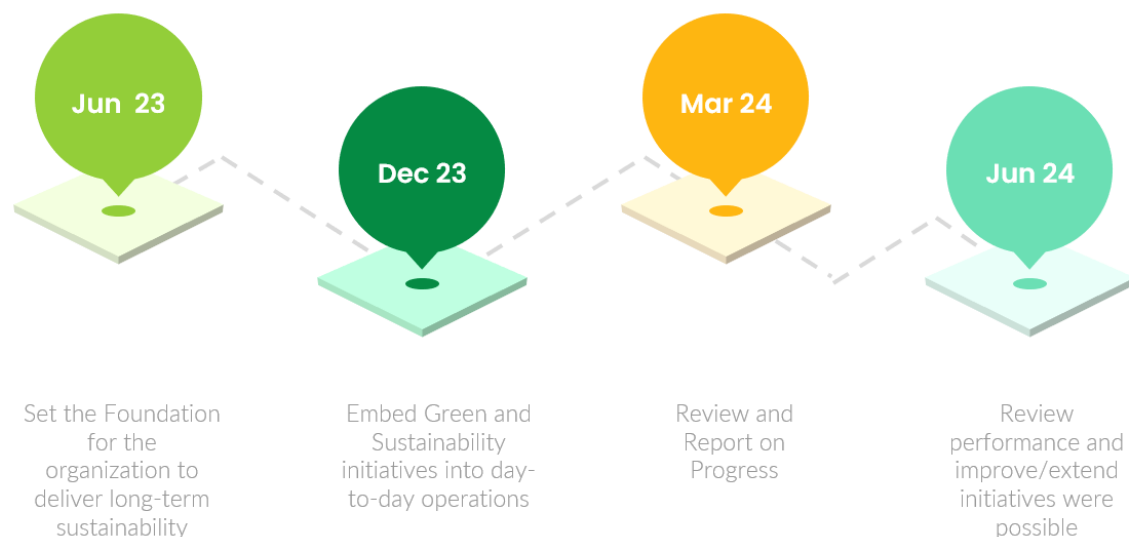 Jun 23
Dec 23
Mar 24
Jun 24
Set the Foundation
for the
organization to
deliver long-term
sustainability
Embed Green and
Sustainability
initiatives into day-
to-day operations
Review and
Report on
Progress
Review
performance and
improve/extend
initiatives were
possible